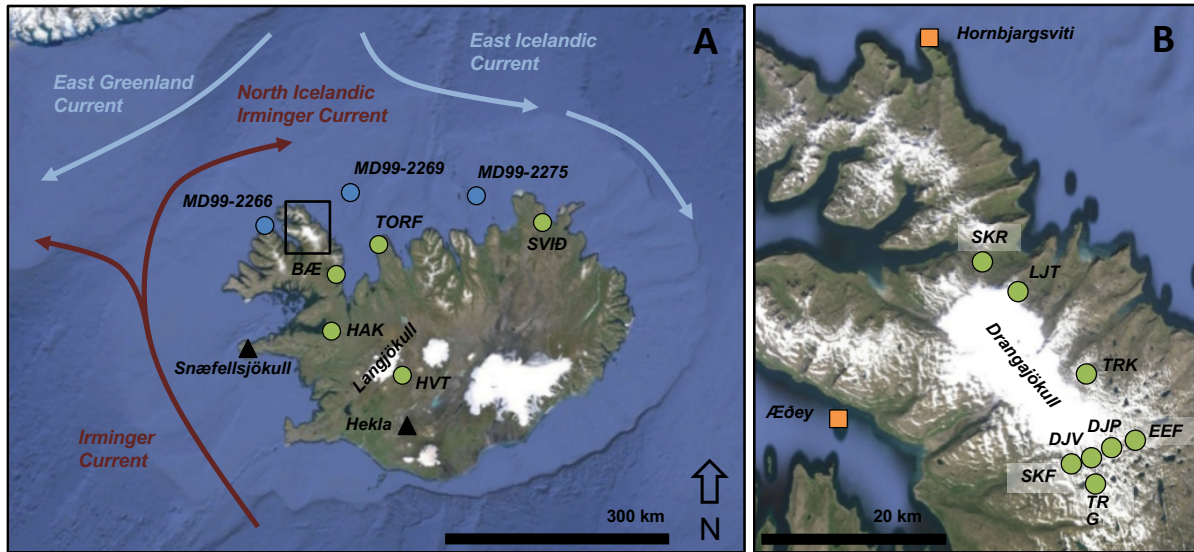 A
East Icelandic
Current
East Greenland
Current
North Icelandic
Irminger Current
MD99-2269
MD99-2275
MD99-2266
TORF
SVIÐ
BÆ
HAK
Langjökull
Snæfellsjökull
HVT
Hekla
Irminger
Current
300 km
N
B
Hornbjargsviti
SKR
LJT
Drangajökull
TRK
Æðey
DJP
EEF
DJV
SKF
TR
G
20 km